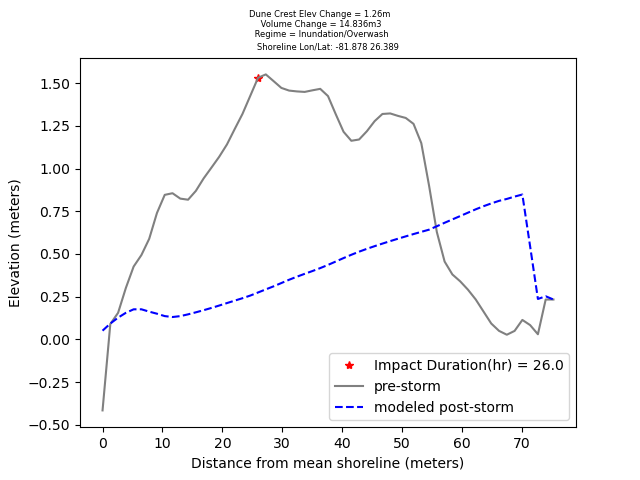 Dune Crest Elev Change = 1.26m
Volume Change = 14.836m3
Regime = Inundation/Overwash
Shoreline Lon/Lat: -81.878 26.389
1.50
1.25
1.00
0.75
0.50
0.25
0.00
−0.25
−0.50
Elevation (meters)
Impact Duration(hr) = 26.0
pre-storm
modeled post-storm
0 10 20 30 40 50 60 70
Distance from mean shoreline (meters)